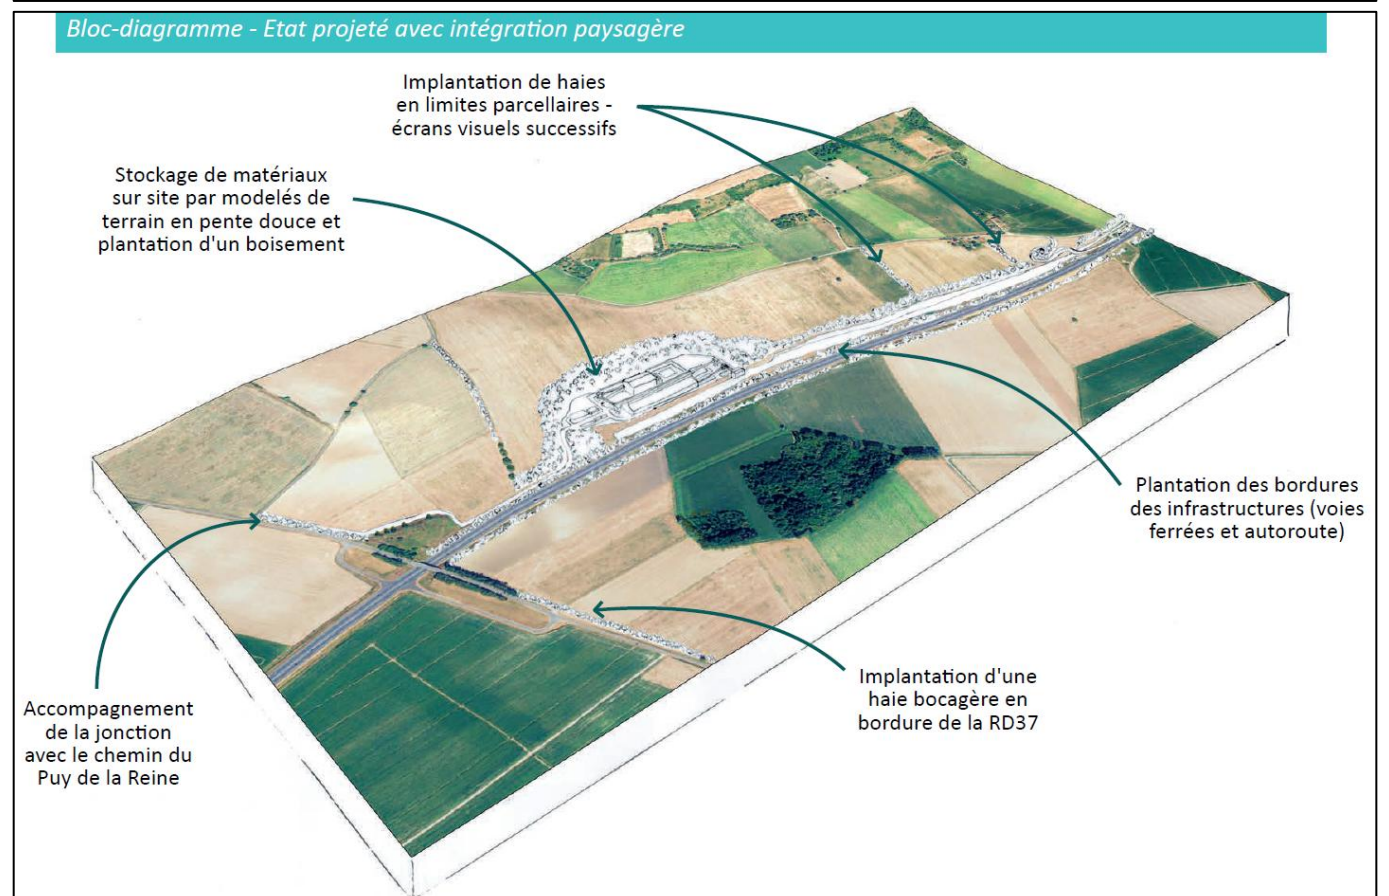 Bloc-diagramme - Etat projeté avec intégration paysagère
Implantation de haies
en limites parcellaires -
écrans visuels successifs
Stockage de matériaux
sur site par modelés de
terrain en pente douce et
plantation d'un boisement
Plantation des bordures
des infrastructures (voies
ferrées et autoroute)
Implantation d'une
haie bocagère en
bordure de la RD37
Accompagnement
de la jonction
avec le chemin du
Puy de la Reine